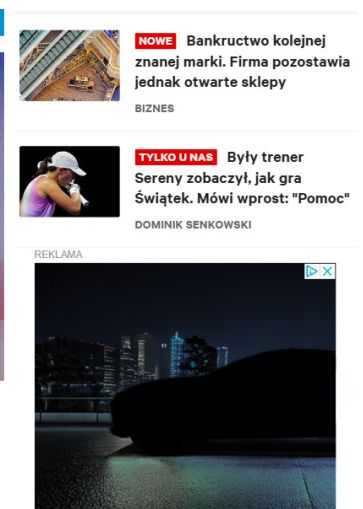 NOWE Bankructwo kolejnej
znanej marki. Firma pozostawia
jednak otwarte sklepy
BIZNES
TYLKO U NAS Były trener
Sereny zobaczył, jak gra
Świątek. Mówi wprost: "Pomoc"
DOMINIK SENKOWSKI
REKLAMA